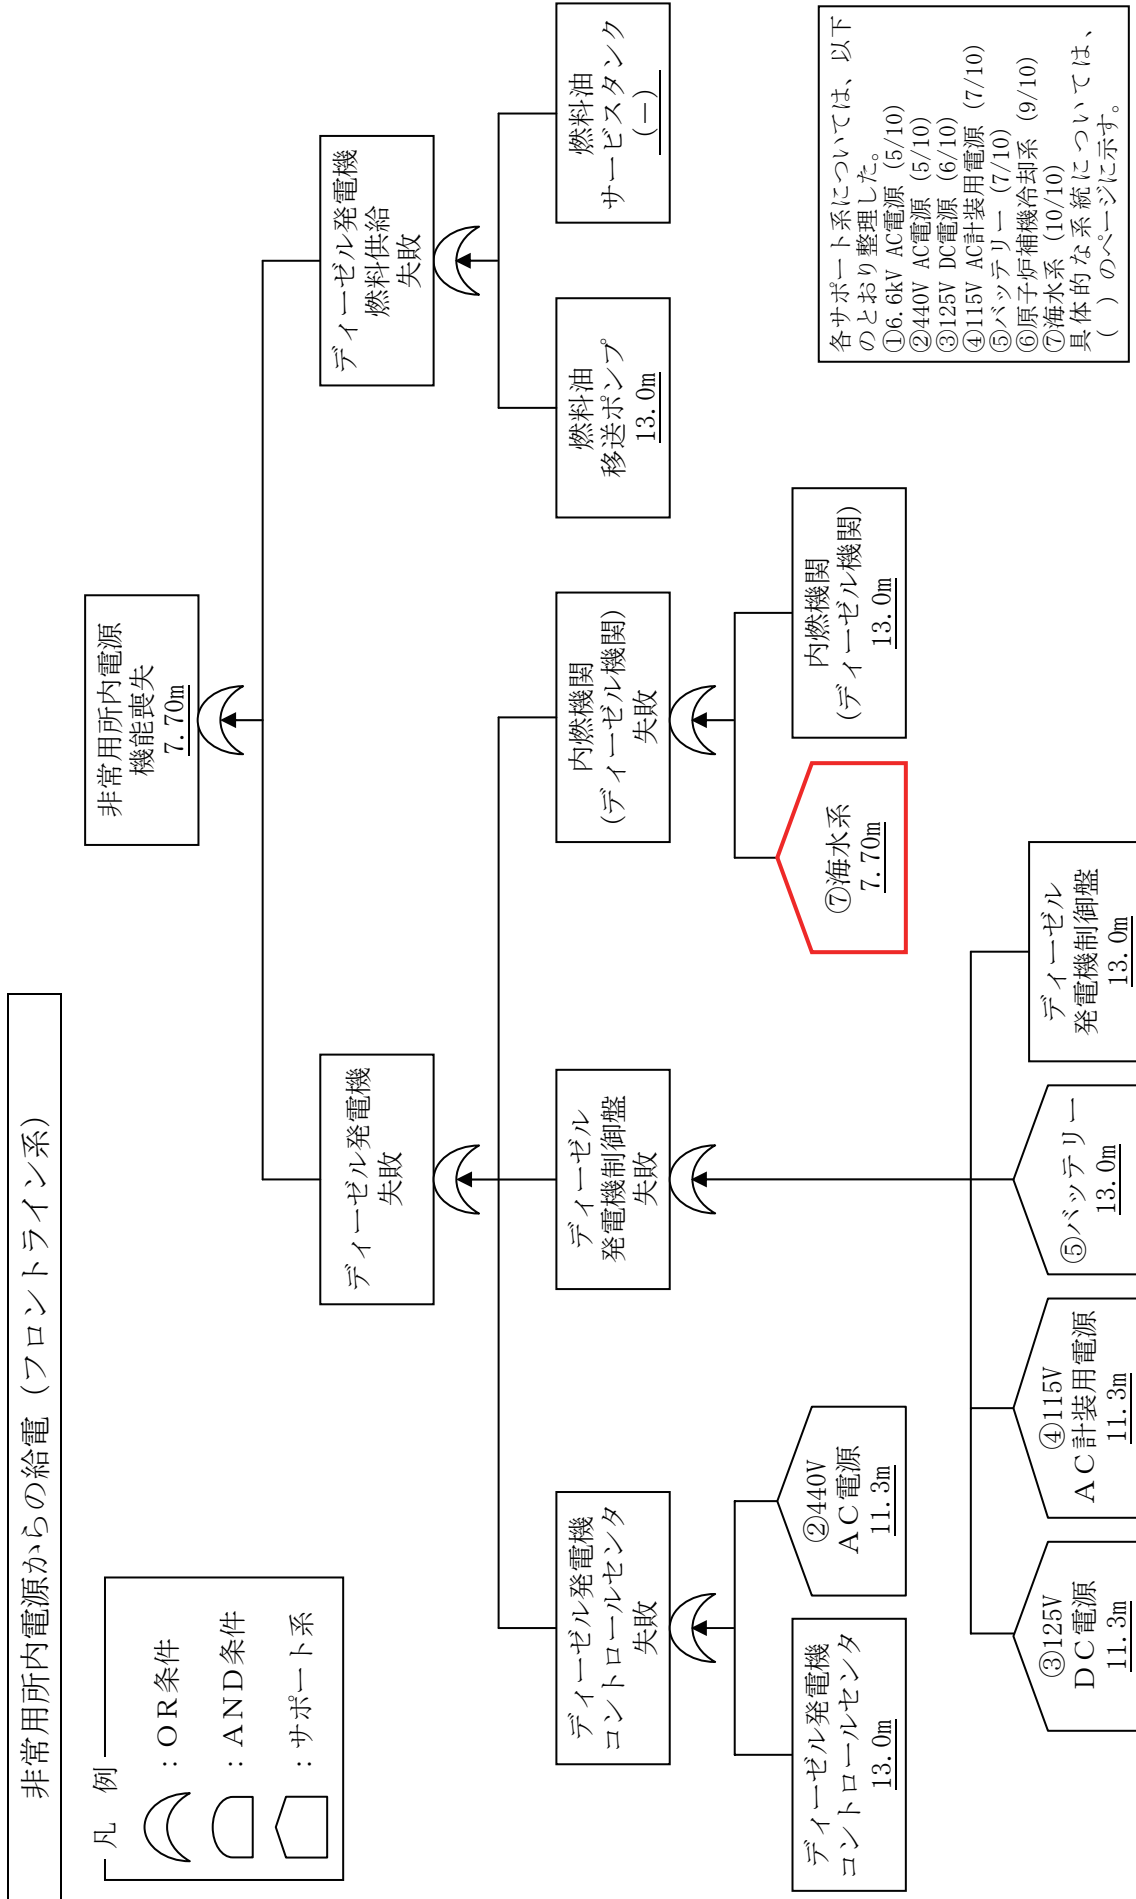 非常用所内電源からの給電（フロントライン系）
凡 例
：ＯＲ条件
：ＡＮＤ条件
：サポート系
非常用所内電源
機能喪失
7.70m
ディーゼル発電機
失敗
ディーゼル発電機
燃料供給
失敗
ディーゼル発電機
コントロールセンタ
失敗
ディーゼル
発電機制御盤
失敗
内燃機関
(ディーゼル機関)
失敗
燃料油
移送ポンプ
13.0m
燃料油
サービスタンク
(－)
ディーゼル発電機
コントロールセンタ
13.0m
②440V
ＡＣ電源
11.3m
⑦海水系
7.70m
内燃機関
(ディーゼル機関)
13.0m
③125V
ＤＣ電源
11.3m
④115V
ＡＣ計装用電源
11.3m
⑤バッテリー
13.0m
ディーゼル
発電機制御盤
13.0m
各サポート系については、以下
のとおり整理した。
①6.6kV AC電源 (5/10)
②440V AC電源 (5/10)
③125V DC電源 (6/10)
④115V AC計装用電源 (7/10)
⑤バッテリー (7/10)
⑥原子炉補機冷却系 (9/10)
⑦海水系 (10/10)
具体的な系統については、
( ) のページに示す。